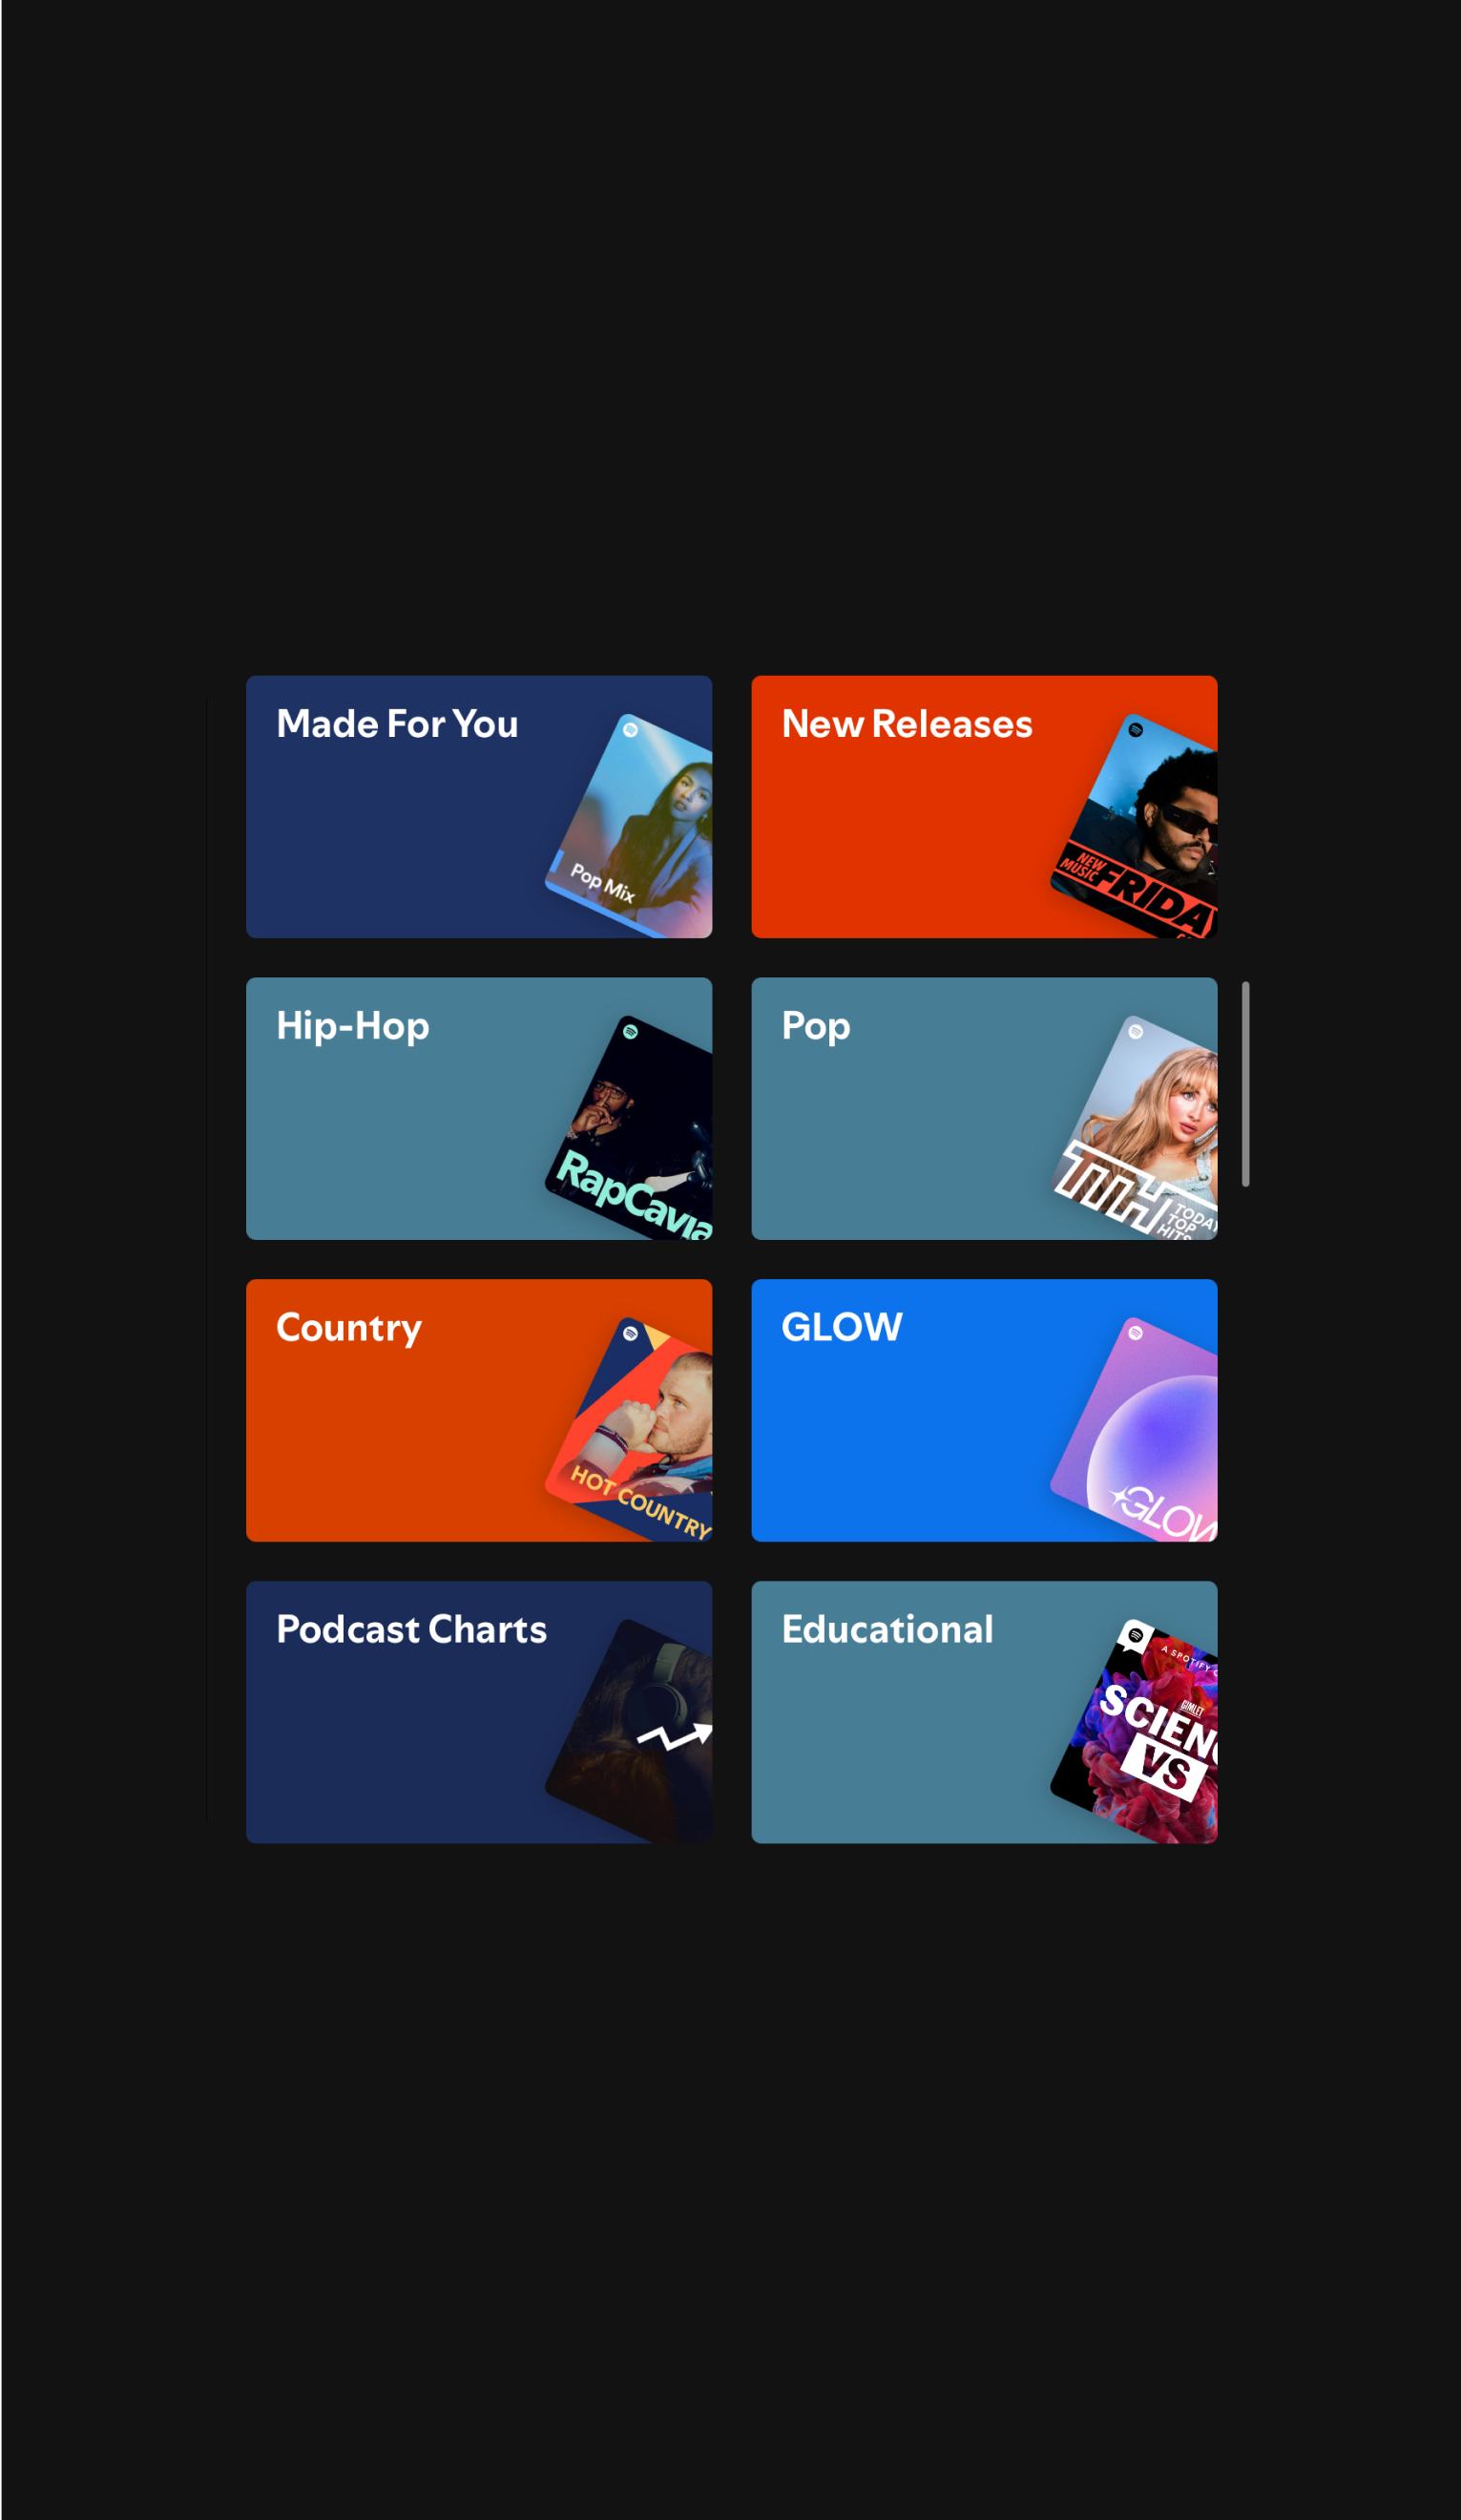 Made For You
Pop Mix
New Releases
NEW
MUSIC
FRIDA
Hip-Hop
RapCavia
Pop
TTH
TODAY
TOP
HITS
Country
HOT COUNTRY
GLOW
GLOW
Podcast Charts
Educational
A SPOTIFY
GIMLET
SCIENC
VS